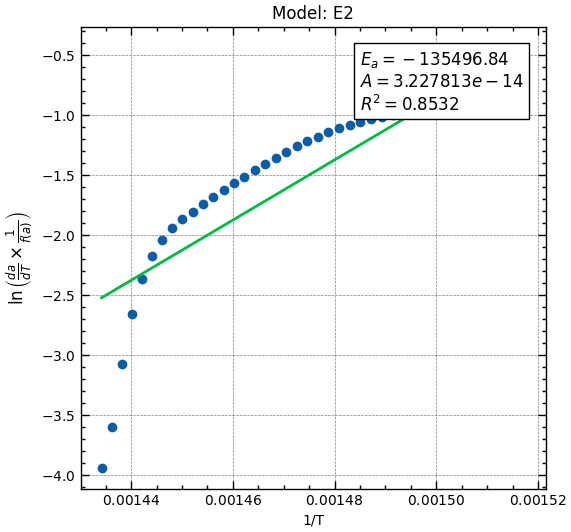 Model: E2
E_a = −135496.84
A = 3.227813e − 14
R^2 = 0.8532
ln (da/dT × 1/f(a))
−0.5
−1.0
−1.5
−2.0
−2.5
−3.0
−3.5
−4.0
0.00144 0.00146 0.00148 0.00150 0.00152
1/T